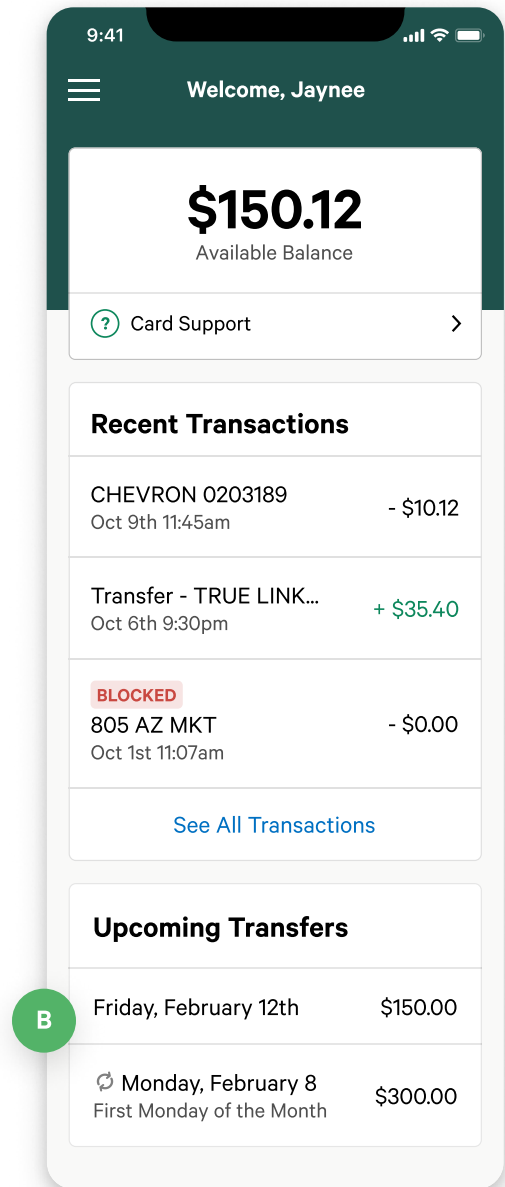 9:41
Welcome, Jaynee
$150.12
Available Balance
? Card Support
Recent Transactions
CHEVRON 0203189
- $10.12
Oct 9th 11:45am
Transfer - TRUE LINK...
+ $35.40
Oct 6th 9:30pm
BLOCKED
805 AZ MKT
- $0.00
Oct 1st 11:07am
See All Transactions
Upcoming Transfers
B
Friday, February 12th
$150.00
Monday, February 8
$300.00
First Monday of the Month